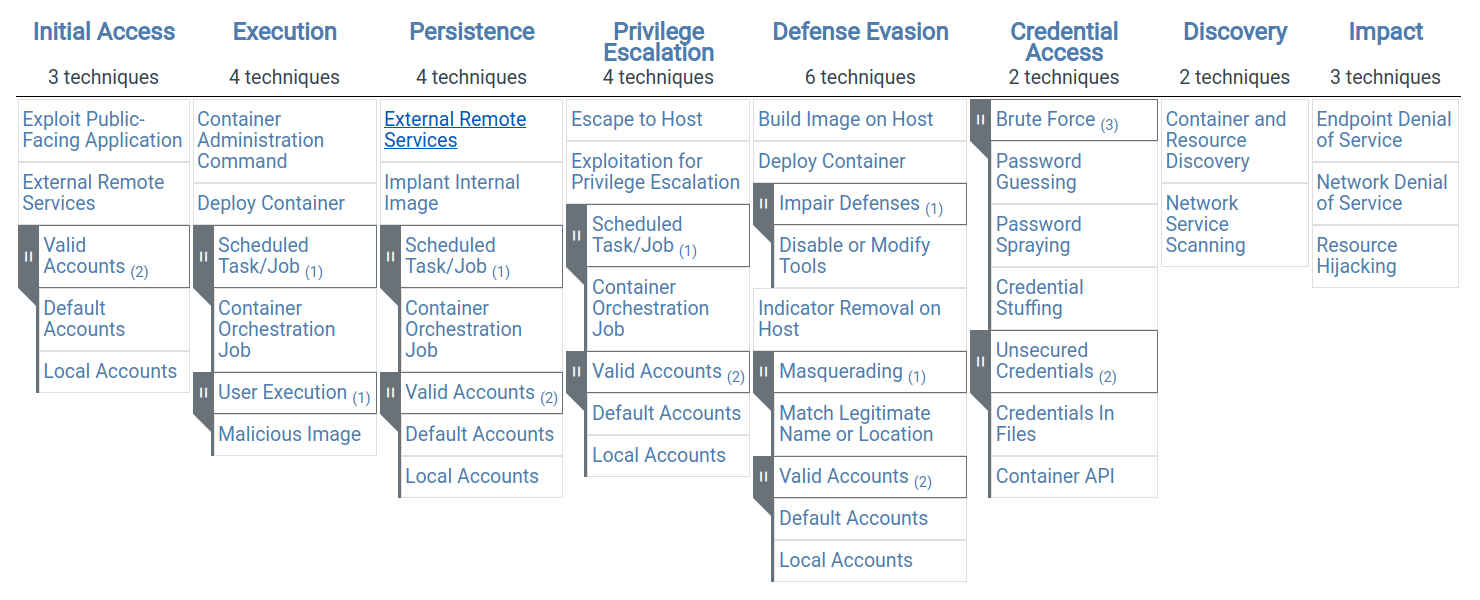 Initial Access
3 techniques
Exploit Public-
Facing Application
External Remote
Services
Valid
Accounts (2)
Default
Accounts
Local Accounts
Execution
4 techniques
Container
Administration
Command
Deploy Container
Scheduled
Task/Job (1)
Container
Orchestration
Job
User Execution (1)
Malicious Image
Persistence
4 techniques
External Remote
Services
Implant Internal
Image
Scheduled
Task/Job (1)
Container
Orchestration
Job
Valid Accounts (2)
Default Accounts
Local Accounts
Privilege
Escalation
4 techniques
Escape to Host
Exploitation for
Privilege Escalation
Scheduled
Task/Job (1)
Container
Orchestration
Job
Valid Accounts (2)
Default Accounts
Local Accounts
Defense Evasion
6 techniques
Build Image on Host
Deploy Container
Impair Defenses (1)
Disable or Modify
Tools
Indicator Removal on
Host
Masquerading (1)
Match Legitimate
Name or Location
Valid Accounts (2)
Default Accounts
Local Accounts
Credential
Access
2 techniques
Brute Force (3)
Password
Guessing
Password
Spraying
Credential
Stuffing
Unsecured
Credentials (2)
Credentials In
Files
Container API
Discovery
2 techniques
Container and
Resource
Discovery
Network
Service
Scanning
Impact
3 techniques
Endpoint Denial
of Service
Network Denial
of Service
Resource
Hijacking